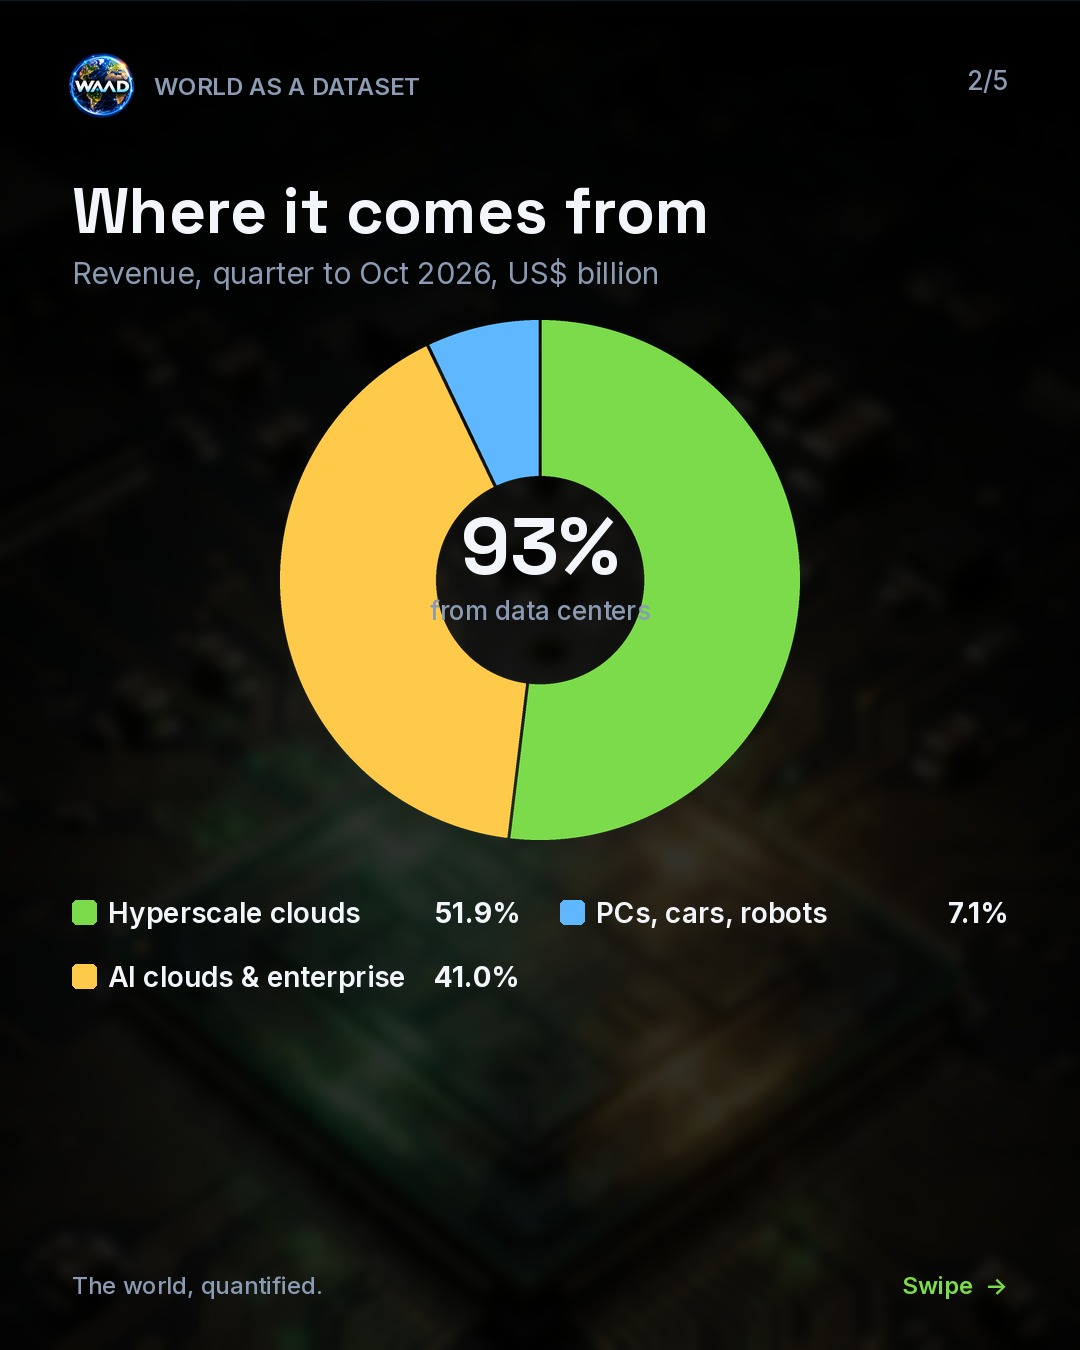 WAAD
WORLD AS A DATASET
2/5
Where it comes from
Revenue, quarter to Oct 2026, US$ billion
93%
from data centers
Hyperscale clouds 51.9%
PCs, cars, robots 7.1%
AI clouds & enterprise 41.0%
The world, quantified.
Swipe →